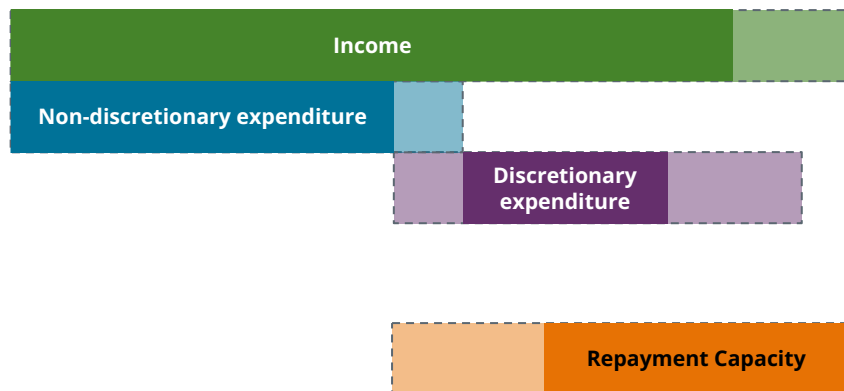 Income
Non-discretionary expenditure
Discretionary
expenditure
Repayment Capacity